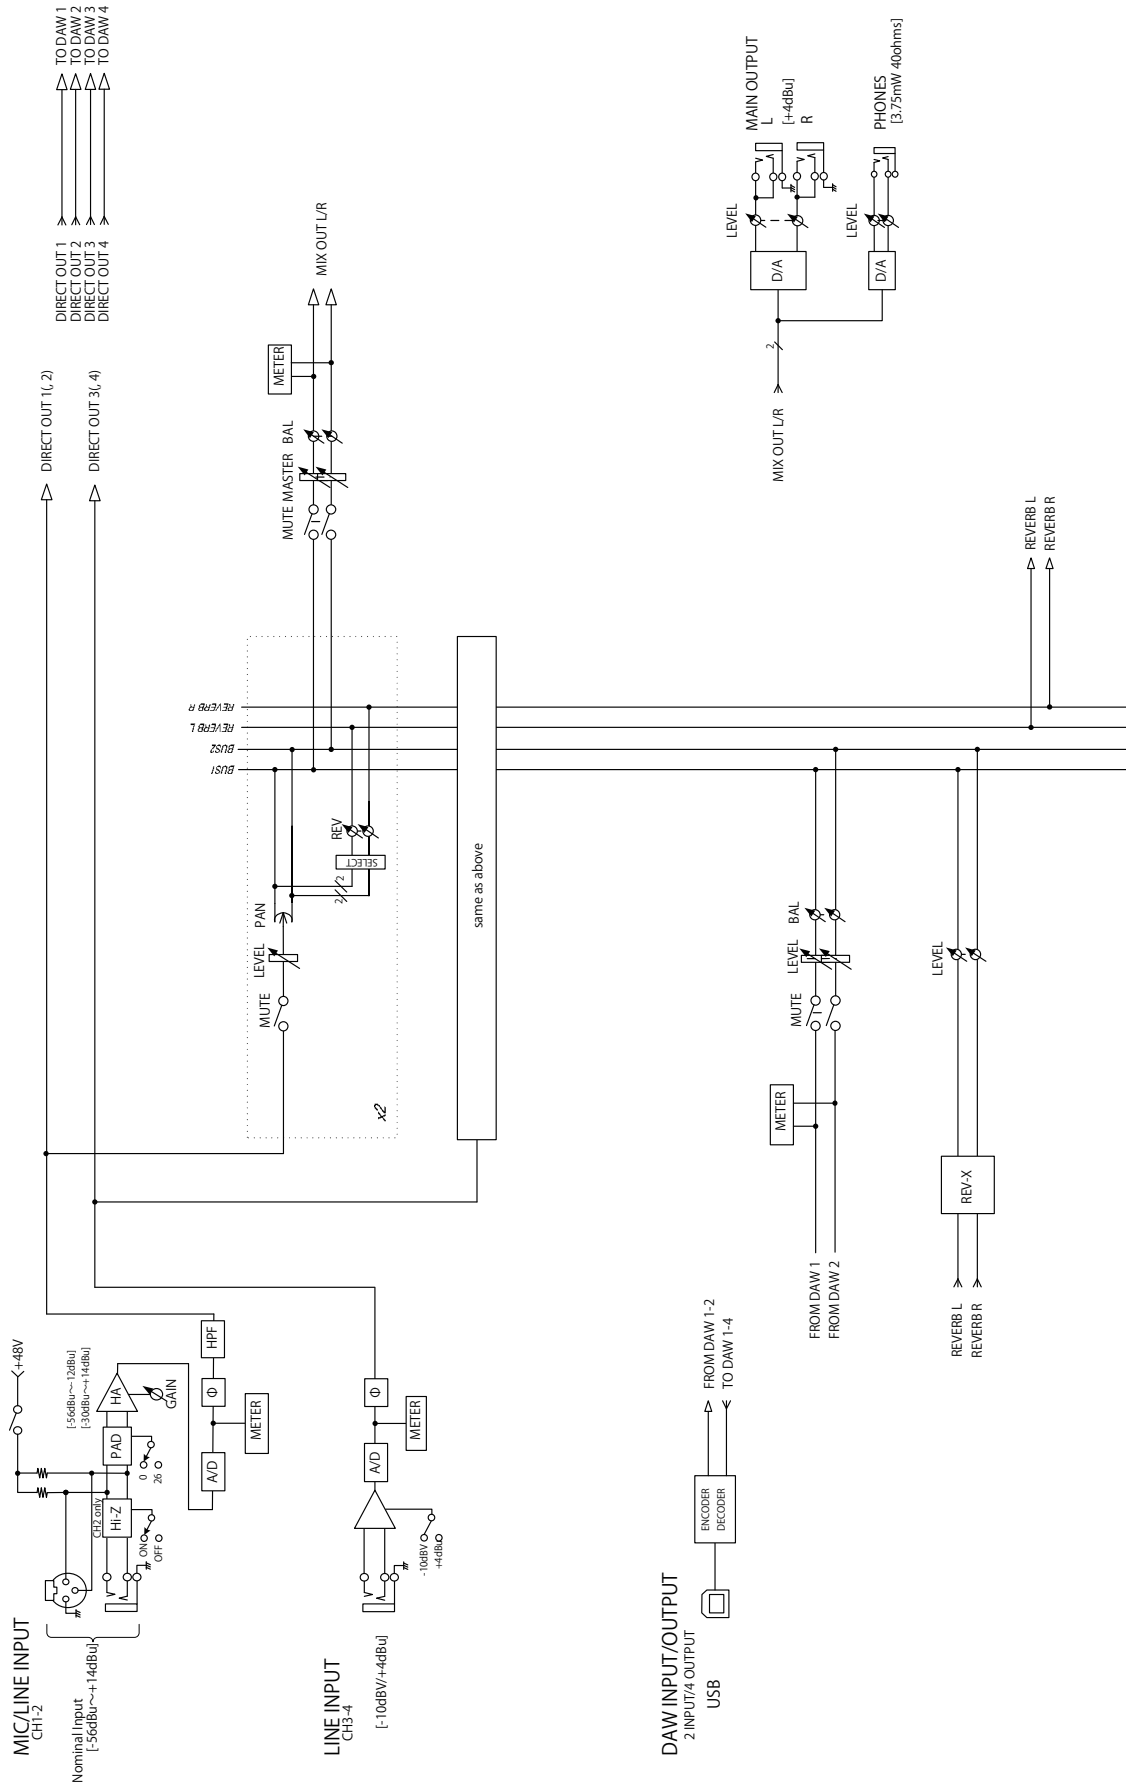 MIC/LINE INPUT
CH1-2
Nominal Input
[-56dBu～+14dBu]
+48V
CH2 only
Hi-Z
ON
OFF
PAD
0
26
[-56dBu～-12dBu]
[-30dBu～+14dBu]
HA
GAIN
A/D
METER
Φ
HPF
DIRECT OUT 1(, 2)
DIRECT OUT 3(, 4)
DIRECT OUT 1
DIRECT OUT 2
DIRECT OUT 3
DIRECT OUT 4
TO DAW 1
TO DAW 2
TO DAW 3
TO DAW 4
LINE INPUT
CH3-4
[-10dBV/+4dBu]
-10dBV
+4dBu
A/D
METER
Φ
x2
MUTE
LEVEL
PAN
2
2
SELECT
REV
BUS1
BUS2
REVERB L
REVERB R
MUTE MASTER BAL
METER
MIX OUT L/R
same as above
DAW INPUT/OUTPUT
2 INPUT/4 OUTPUT
USB
ENCODER
DECODER
FROM DAW 1-2
TO DAW 1-4
FROM DAW 1
FROM DAW 2
METER
MUTE
LEVEL
BAL
MIX OUT L/R
2
D/A
LEVEL
MAIN OUTPUT
L
[+4dBu]
R
D/A
LEVEL
PHONES
[3.75mW 40ohms]
REVERB L
REVERB R
REV-X
LEVEL
REVERB L
REVERB R